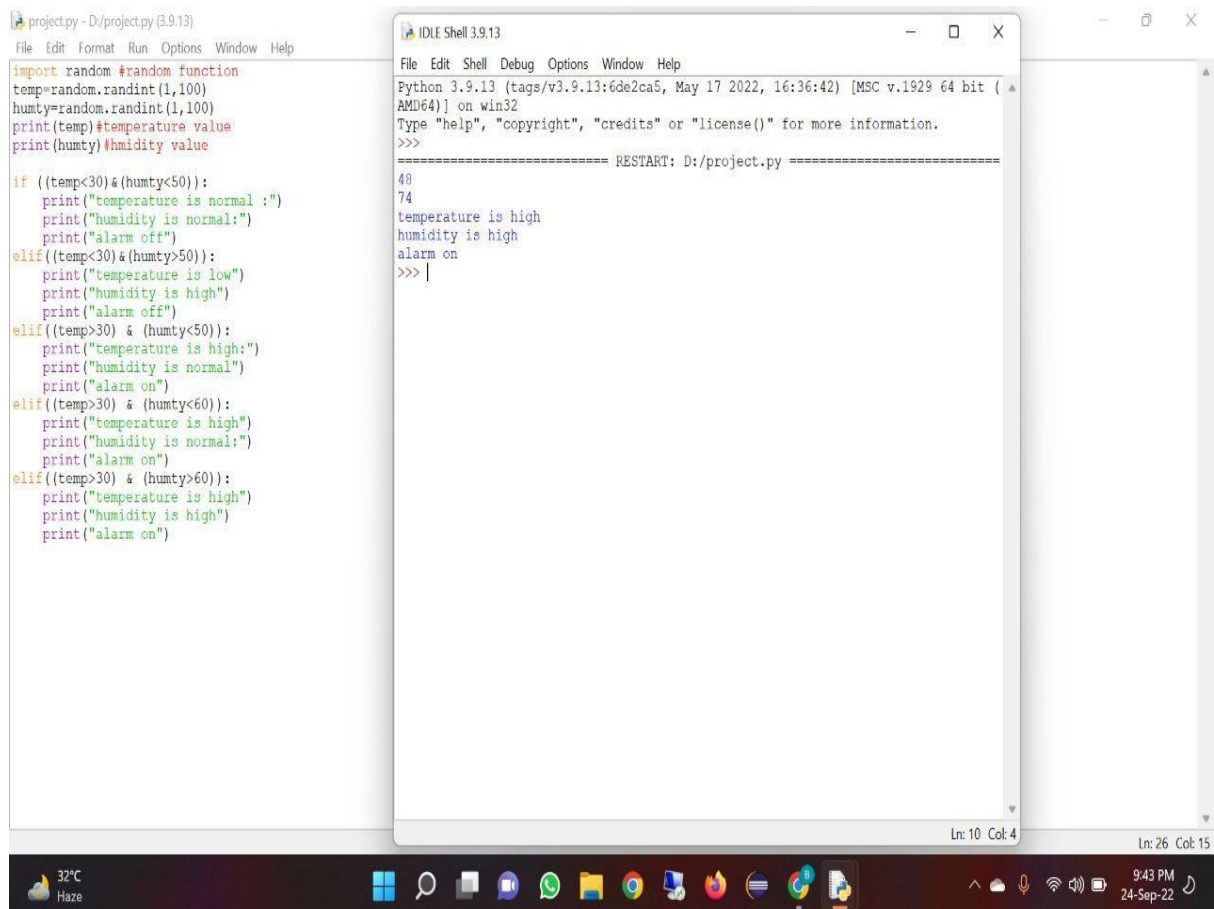 project.py - D:/project.py (3.9.13)
File Edit Format Run Options Window Help
import random #random function
temp=random.randint(1,100)
humty=random.randint(1,100)
print(temp)#temperature value
print(humty)#hmidity value
if ((temp<30)&(humty<50)):
    print("temperature is normal :")
    print("humidity is normal:")
    print("alarm off")
elif((temp<30)&(humty>50)):
    print("temperature is low")
    print("humidity is high")
    print("alarm off")
elif((temp>30) & (humty<50)):
    print("temperature is high:")
    print("humidity is normal")
    print("alarm on")
elif((temp>30) & (humty<60)):
    print("temperature is high")
    print("humidity is normal:")
    print("alarm on")
elif((temp>30) & (humty>60)):
    print("temperature is high")
    print("humidity is high")
    print("alarm on")
IDLE Shell 3.9.13
File Edit Shell Debug Options Window Help
Python 3.9.13 (tags/v3.9.13:6de2ca5, May 17 2022, 16:36:42) [MSC v.1929 64 bit (
AMD64)] on win32
Type "help", "copyright", "credits" or "license()" for more information.
>>>
============================ RESTART: D:/project.py ============================
48
74
temperature is high
humidity is high
alarm on
>>>
Ln: 10 Col: 4
Ln: 26 Col: 15
32°C
Haze
9:43 PM
24-Sep-22